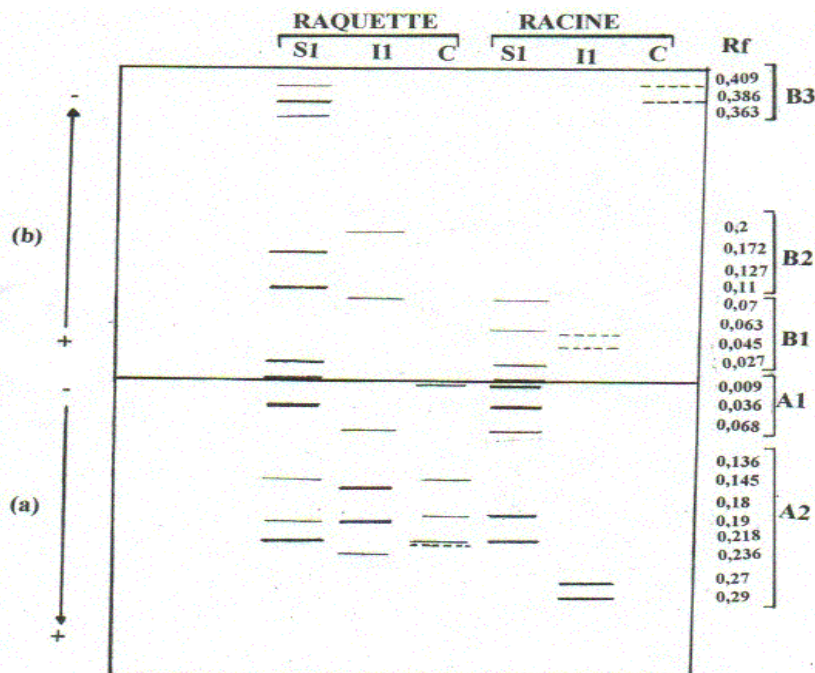 RAQUETTE RACINE
S1 I1 C S1 I1 C Rf
-
0,409
0,386 B3
0,363
(b)
0,2
0,172 B2
0,127
0,11
0,07
0,063 B1
0,045
0,027
+
-
0,009
0,036 A1
0,068
0,136
0,145
(a)
0,18 A2
0,19
0,218
0,236
0,27
0,29
+